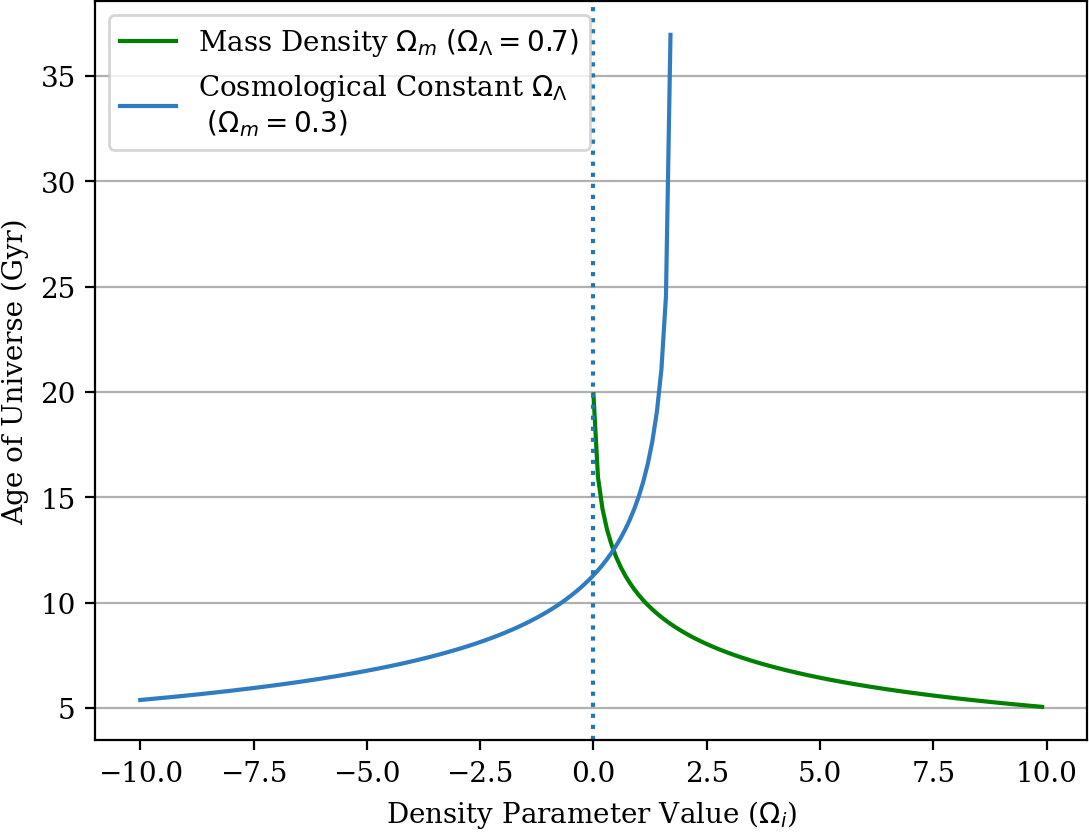 Mass Density Ωm (ΩΛ = 0.7)
Cosmological Constant ΩΛ
(Ωm = 0.3)
Age of Universe (Gyr)
35
30
25
20
15
10
5
−10.0 −7.5 −5.0 −2.5 0.0 2.5 5.0 7.5 10.0
Density Parameter Value (Ωi)